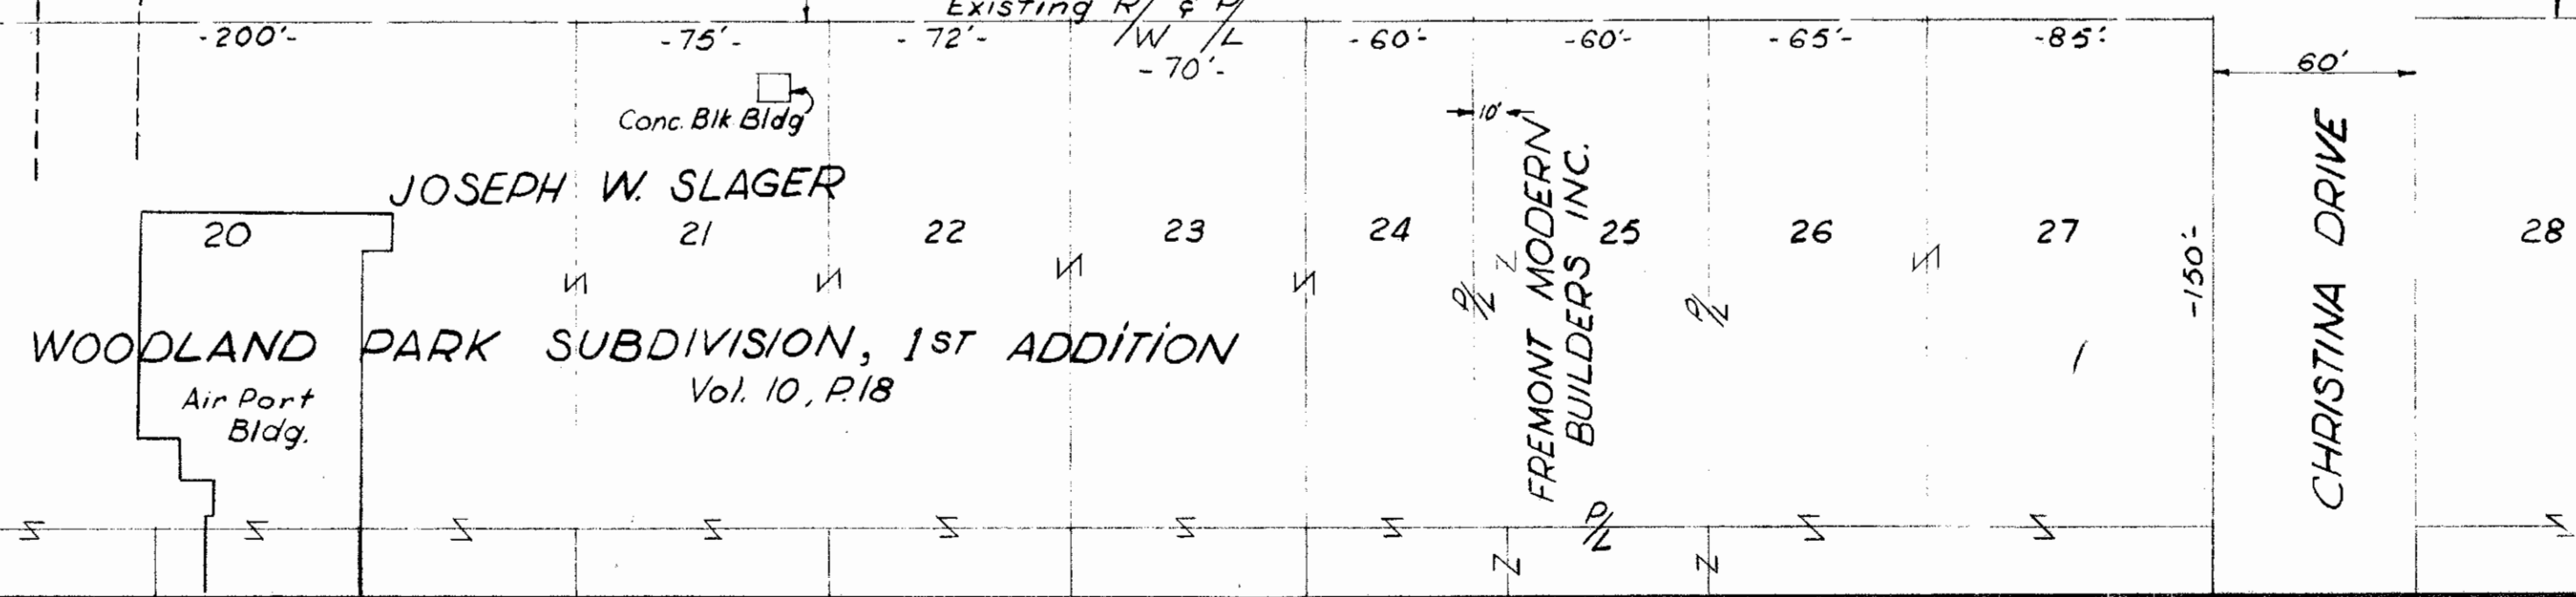 Existing R/W & P/L
-200'-
-75'-
-72'-
-70'-
-60'-
-60'-
-65'-
-85'-
60'
10'
Conc. Blk. Bldg
JOSEPH W. SLAGER
20
21
22
23
24
25
26
27
28
-150'-
P/L
P/L
FREMONT MODERN
BUILDERS INC.
CHRISTINA DRIVE
WOODLAND PARK SUBDIVISION, 1ST ADDITION
Vol. 10, P.18
Air Port
Bldg.
P/L